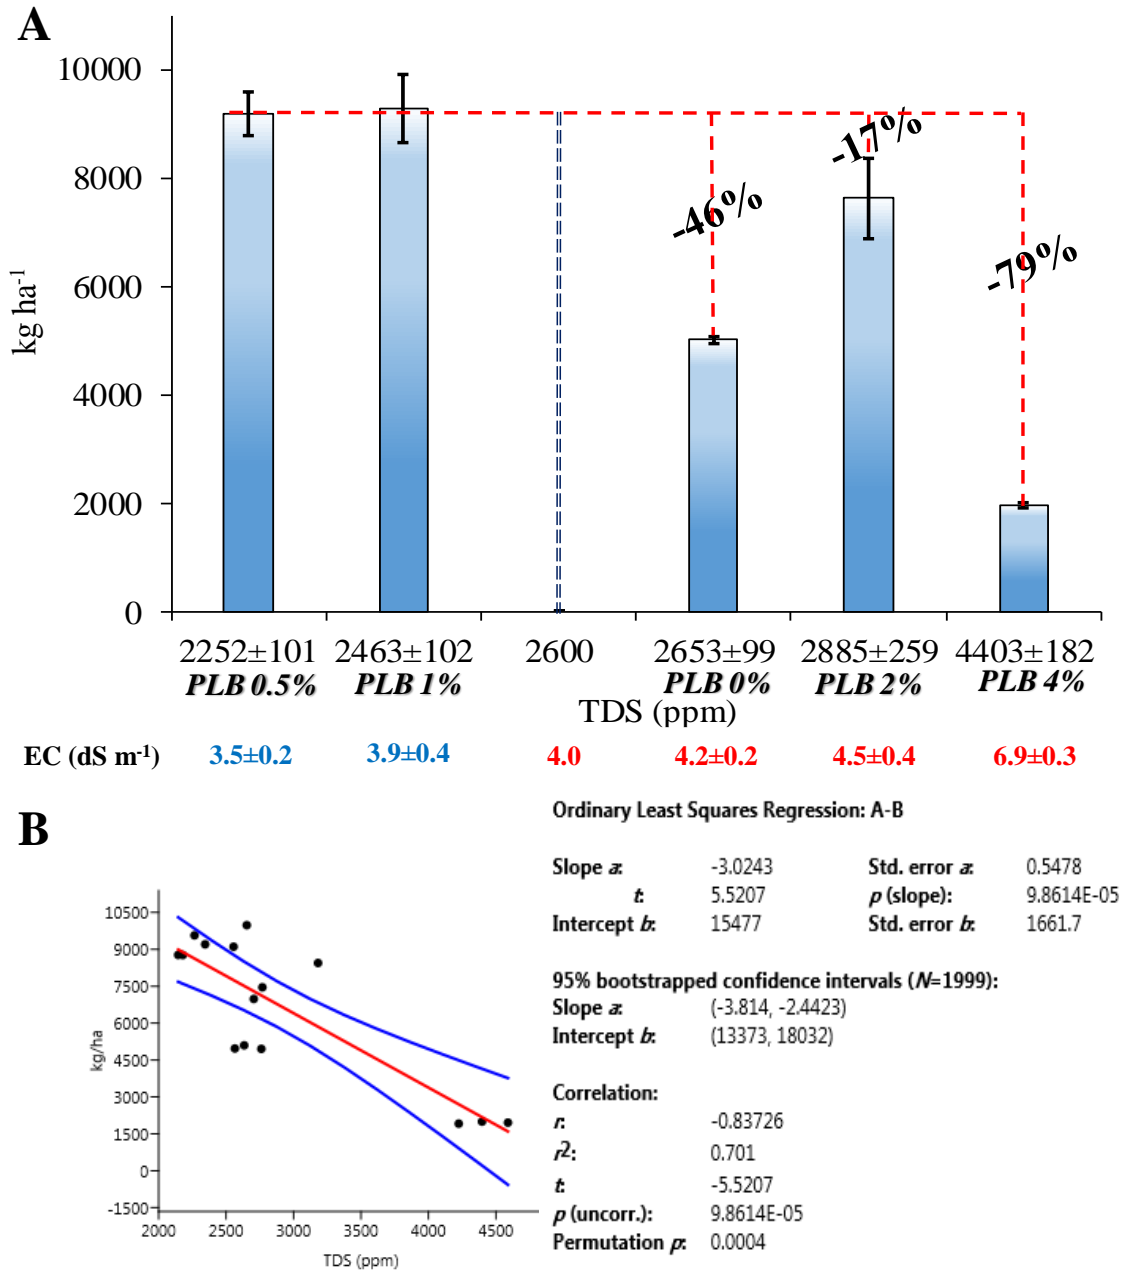 A
10000
8000
6000
4000
2000
0
kg ha-1
-46%
-17%
-79%
2252±101 2463±102 2600 2653±99 2885±259 4403±182
PLB 0.5% PLB 1% PLB 0% PLB 2% PLB 4%
TDS (ppm)
EC (dS m-1) 3.5±0.2 3.9±0.4 4.0 4.2±0.2 4.5±0.4 6.9±0.3
B
10500
9000
7500
6000
4500
3000
1500
0
-1500
kg/ha
2000 2500 3000 3500 4000 4500
TDS (ppm)
Ordinary Least Squares Regression: A-B
Slope a: -3.0243 Std. error a: 0.5478
t: 5.5207 p (slope): 9.8614E-05
Intercept b: 15477 Std. error b: 1661.7
95% bootstrapped confidence intervals (N=1999):
Slope a: (-3.814, -2.4423)
Intercept b: (13373, 18032)
Correlation:
r: -0.83726
r2: 0.701
t: -5.5207
p (uncorr.): 9.8614E-05
Permutation p: 0.0004